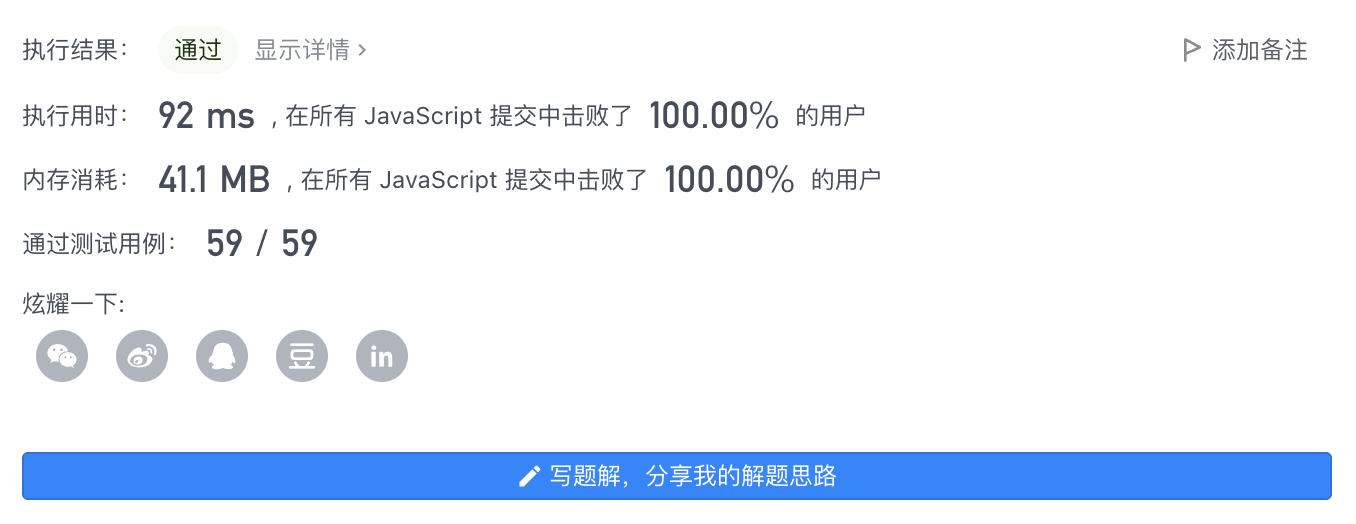 执行结果： 通过 显示详情 › 添加备注
执行用时： 92 ms , 在所有 JavaScript 提交中击败了 100.00% 的用户
内存消耗： 41.1 MB , 在所有 JavaScript 提交中击败了 100.00% 的用户
通过测试用例： 59 / 59
炫耀一下:
豆 in
写题解，分享我的解题思路